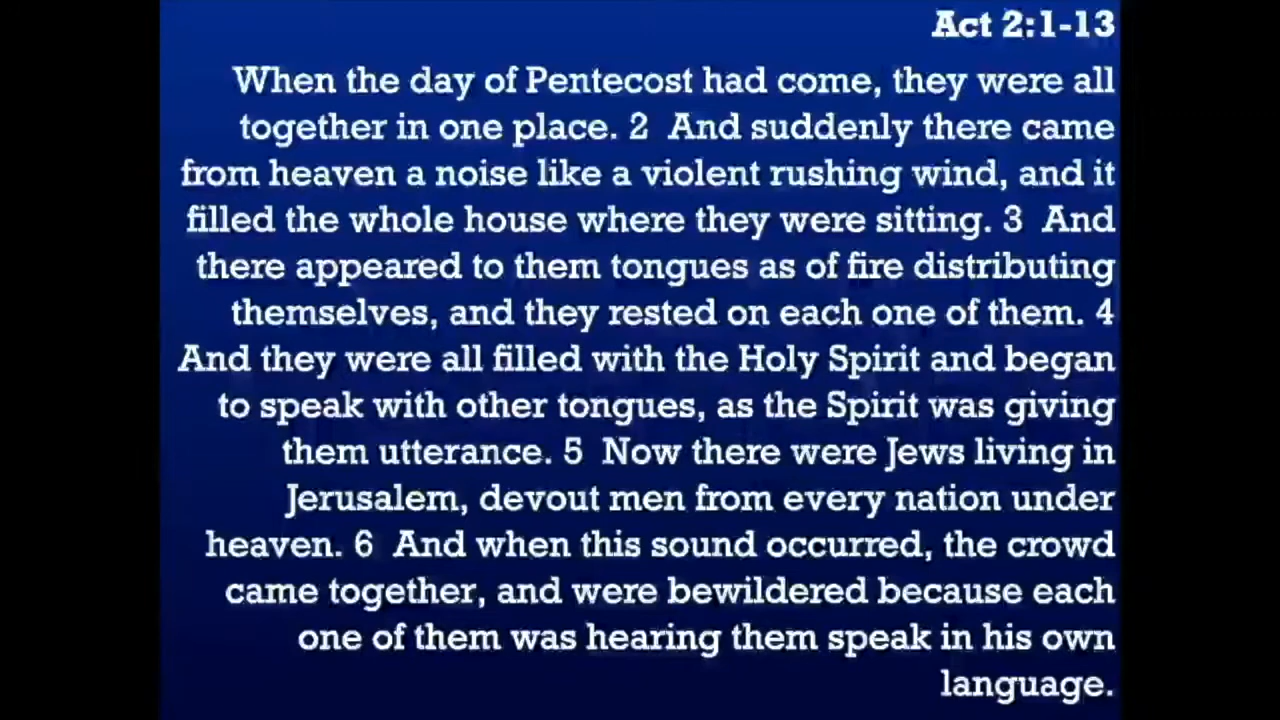 Act 2:1-13
When the day of Pentecost had come, they were all
together in one place. 2 And suddenly there came
from heaven a noise like a violent rushing wind, and it
filled the whole house where they were sitting. 3 And
there appeared to them tongues as of fire distributing
themselves, and they rested on each one of them. 4
And they were all filled with the Holy Spirit and began
to speak with other tongues, as the Spirit was giving
them utterance. 5 Now there were Jews living in
Jerusalem, devout men from every nation under
heaven. 6 And when this sound occurred, the crowd
came together, and were bewildered because each
one of them was hearing them speak in his own
language.